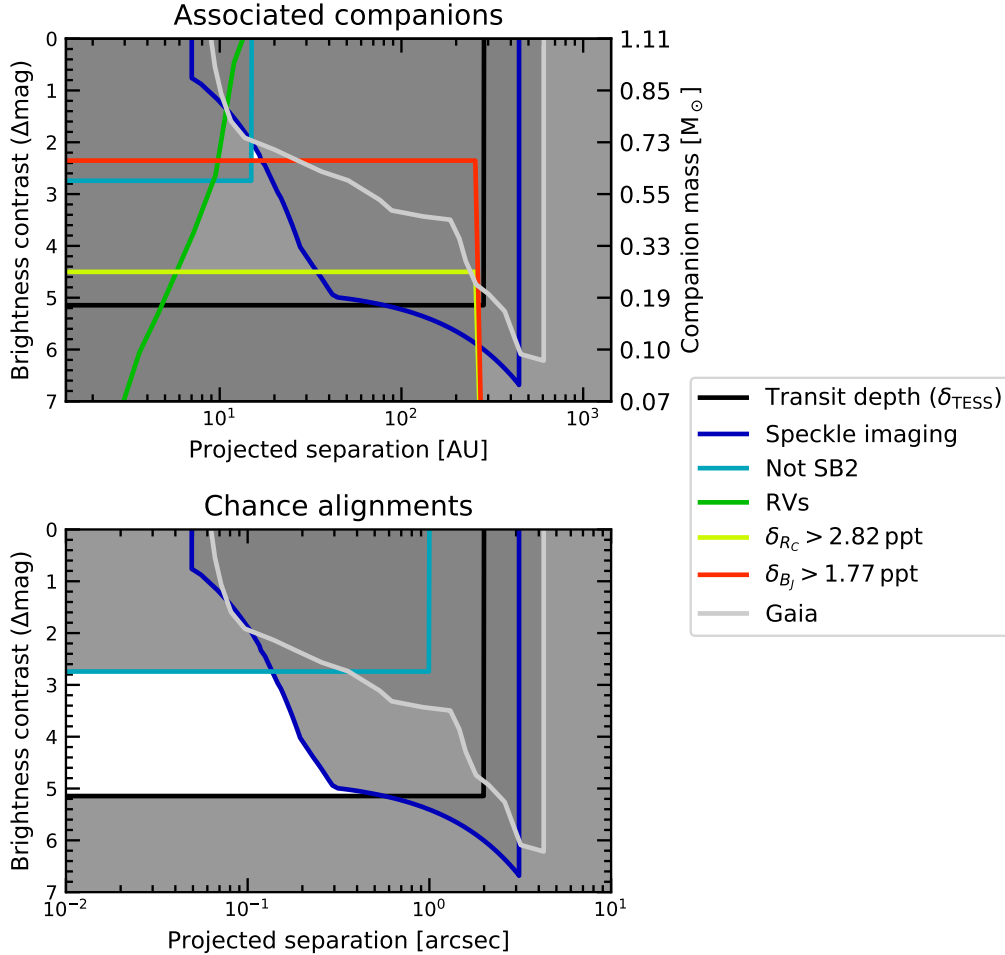 Associated companions
0
1
2
3
4
5
6
7
Brightness contrast (Δmag)
1.11
0.85
0.73
0.55
0.33
0.19
0.10
0.07
Companion mass [M⊙]
10¹
10²
10³
Projected separation [AU]
Transit depth (δTESS)
Speckle imaging
Not SB2
RVs
δRC > 2.82 ppt
δBJ > 1.77 ppt
Gaia
Chance alignments
0
1
2
3
4
5
6
7
Brightness contrast (Δmag)
10⁻²
10⁻¹
10⁰
10¹
Projected separation [arcsec]